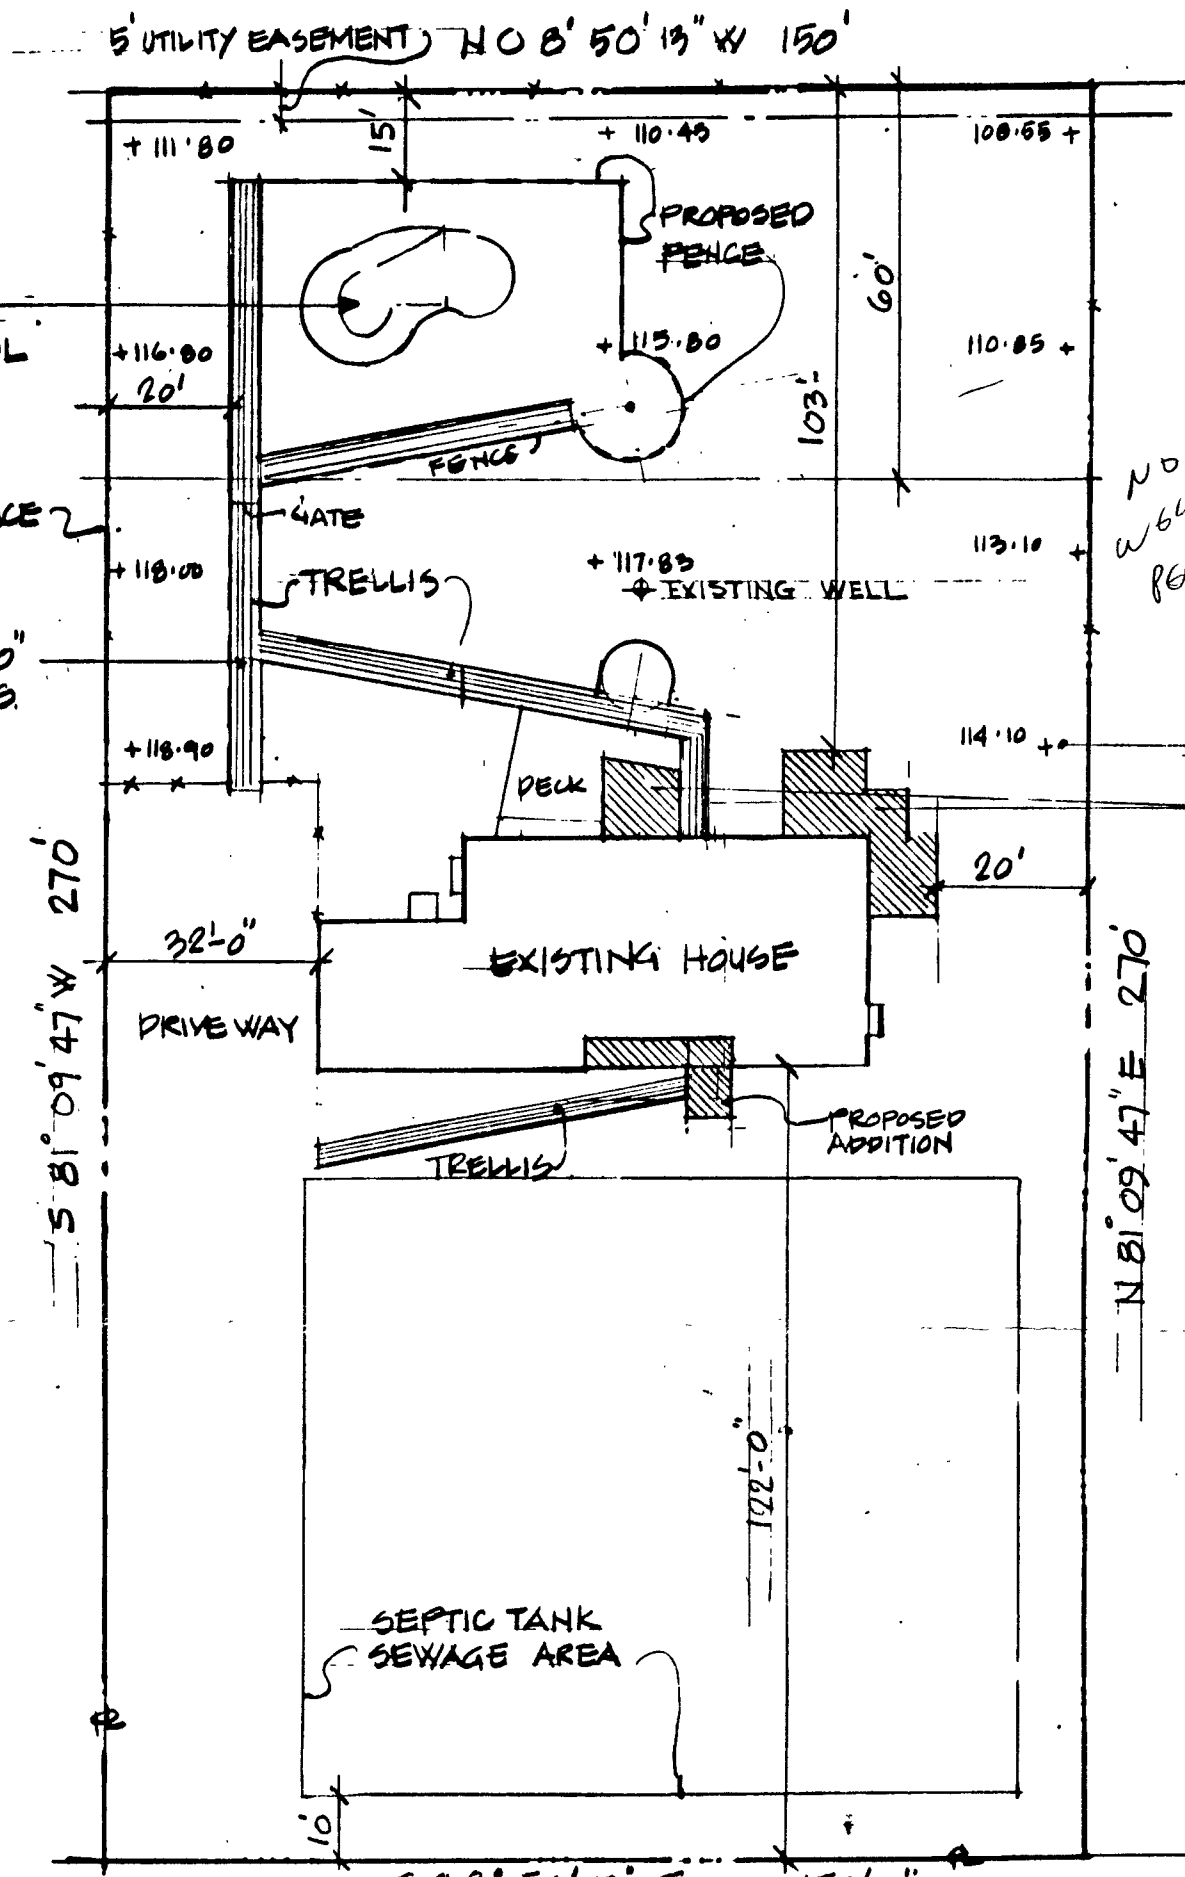 5' UTILITY EASEMENT
N 0 8° 50' 13" W 150'
+ 111.80
15'
+ 110.45
108.55 +
PROPOSED
FENCE
60'
103'
+ 116.80
+ 115.80
110.85 +
20'
FENCE
GATE
NO
+ 118.00
TRELLIS
+ 117.83
EXISTING WELL
113.10 +
+ 118.90
114.10 +
DECK
20'
32'-0"
EXISTING HOUSE
DRIVEWAY
S 81° 09' 47" W 270'
N 81° 09' 47" E 270'
PROPOSED
ADDITION
TRELLIS
122'-0"
SEPTIC TANK
SEWAGE AREA
10'